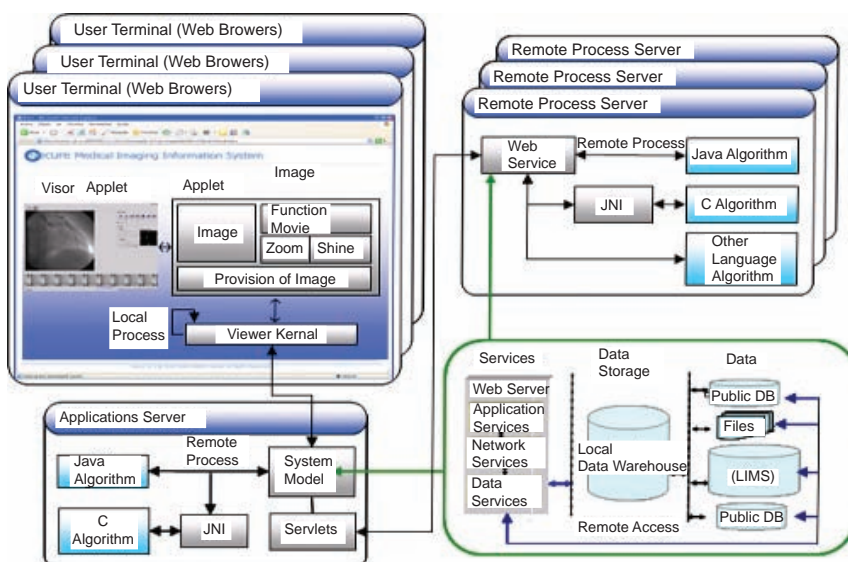 User Terminal (Web Browers)
User Terminal (Web Browers)
User Terminal (Web Browers)
Medical Imaging Information System
Visor Applet
Applet
Image
Image
Function
Movie
Zoom
Shine
Provision of Image
Local
Process
Viewer Kernal
Remote Process Server
Remote Process Server
Remote Process Server
Web
Service
Remote Process
Java Algorithm
JNI
C Algorithm
Other
Language
Algorithm
Applications Server
Java
Algorithm
Remote
Process
System
Model
C
Algorithm
JNI
Servlets
Services
Web Server
Application
Services
Network
Services
Data
Services
Data
Storage
Local
Data Warehouse
Remote Access
Data
Public DB
Files
(LIMS)
Public DB